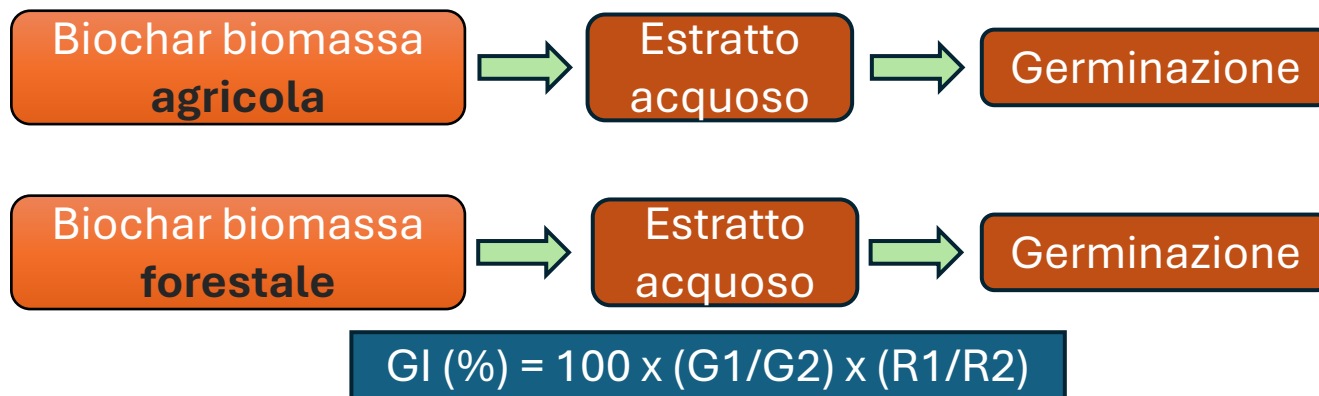 Biochar biomassa
agricola
Estratto
acquoso
Germinazione
Biochar biomassa
forestale
Estratto
acquoso
Germinazione
GI (%) = 100 x (G1/G2) x (R1/R2)